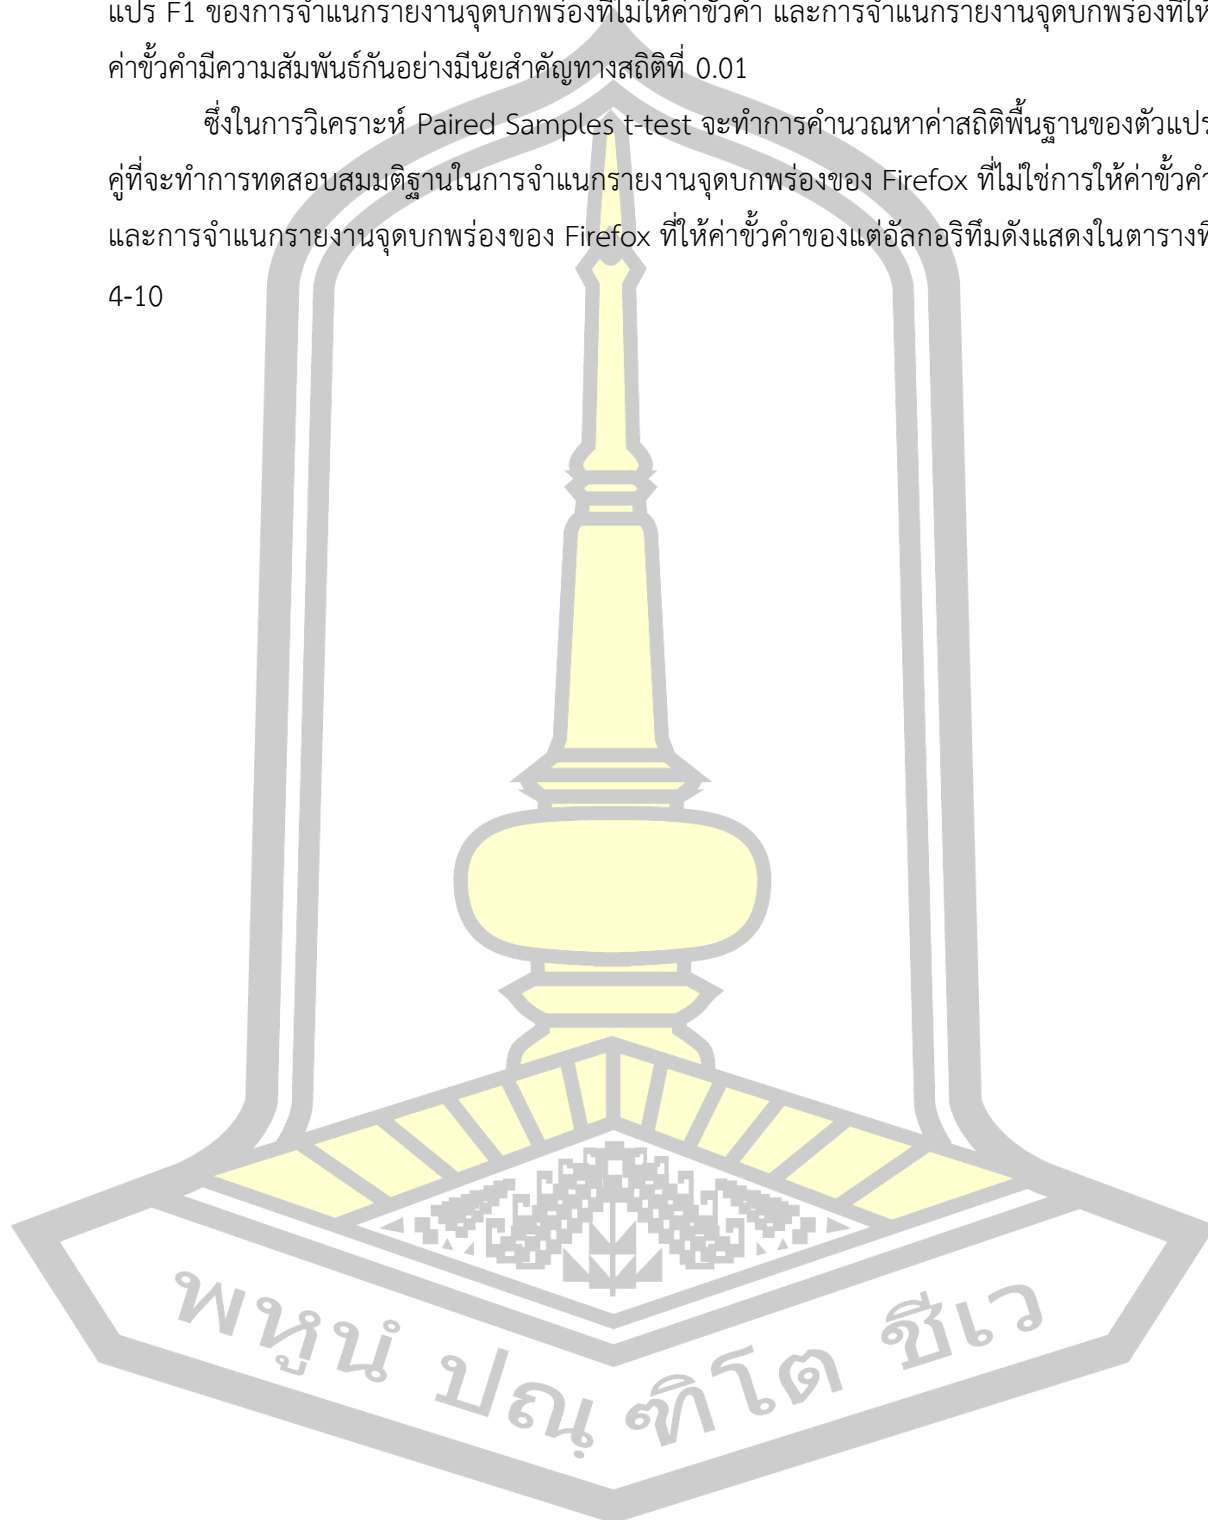 แปร F1 ของการจำแนกรายงานจุดบกพร่องที่ไม่ให้ค่าขั้วคำ และการจำแนกรายงานจุดบกพร่องที่ให้
ค่าขั้วคำมีความสัมพันธ์กันอย่างมีนัยสำคัญทางสถิติที่ 0.01
ซึ่งในการวิเคราะห์ Paired Samples t-test จะทำการคำนวณหาค่าสถิติพื้นฐานของตัวแปร
คู่ที่จะทำการทดสอบสมมติฐานในการจำแนกรายงานจุดบกพร่องของ Firefox ที่ไม่ใช่การให้ค่าขั้วคำ
และการจำแนกรายงานจุดบกพร่องของ Firefox ที่ให้ค่าขั้วคำของแต่อัลกอริทึมดังแสดงในตารางที่
4-10
พหูนํ ปณฺฑิโต ชีเว